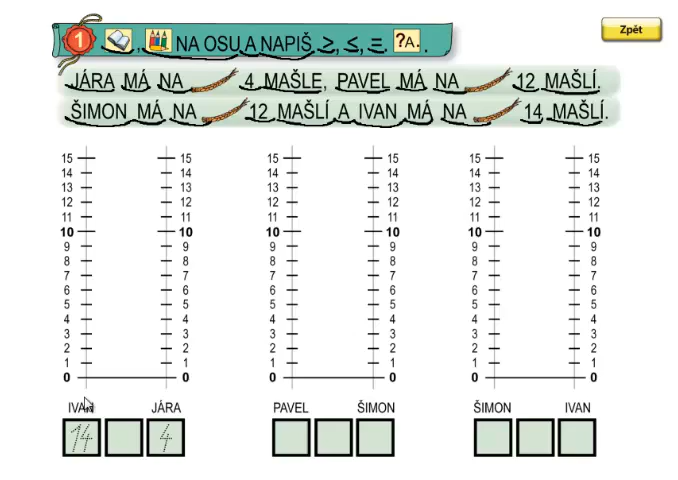 Zpět
1 , NA OSU A NAPIŠ >, <, =. ?A. .
JÁRA MÁ NA 4 MAŠLE, PAVEL MÁ NA 12 MAŠLÍ.
ŠIMON MÁ NA 12 MAŠLÍ A IVAN MÁ NA 14 MAŠLÍ.
15 15 15 15 15 15
14 14 14 14 14 14
13 13 13 13 13 13
12 12 12 12 12 12
11 11 11 11 11 11
10 10 10 10 10 10
9 9 9 9 9 9
8 8 8 8 8 8
7 7 7 7 7 7
6 6 6 6 6 6
5 5 5 5 5 5
4 4 4 4 4 4
3 3 3 3 3 3
2 2 2 2 2 2
1 1 1 1 1 1
0 0 0 0 0 0
IVAN JÁRA PAVEL ŠIMON ŠIMON IVAN
14 4